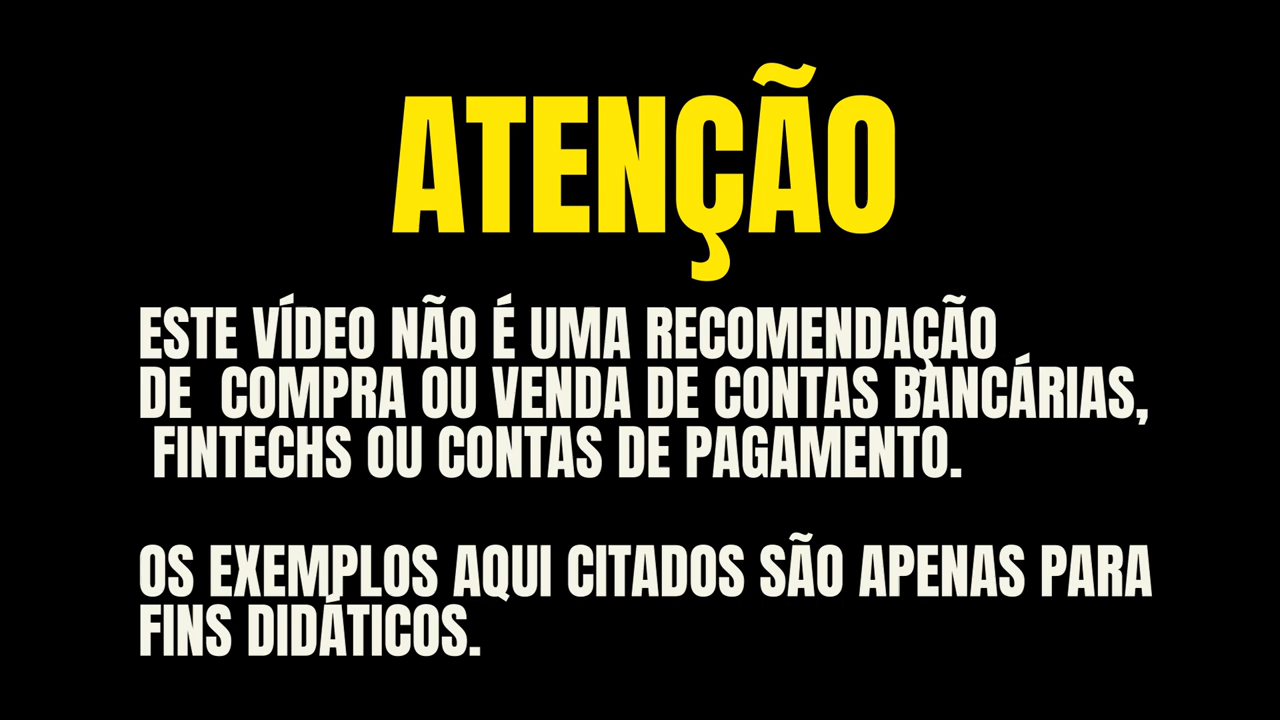 ATENÇÃO
ESTE VÍDEO NÃO É UMA RECOMENDAÇÃO
DE COMPRA OU VENDA DE CONTAS BANCÁRIAS,
FINTECHS OU CONTAS DE PAGAMENTO.
OS EXEMPLOS AQUI CITADOS SÃO APENAS PARA
FINS DIDÁTICOS.